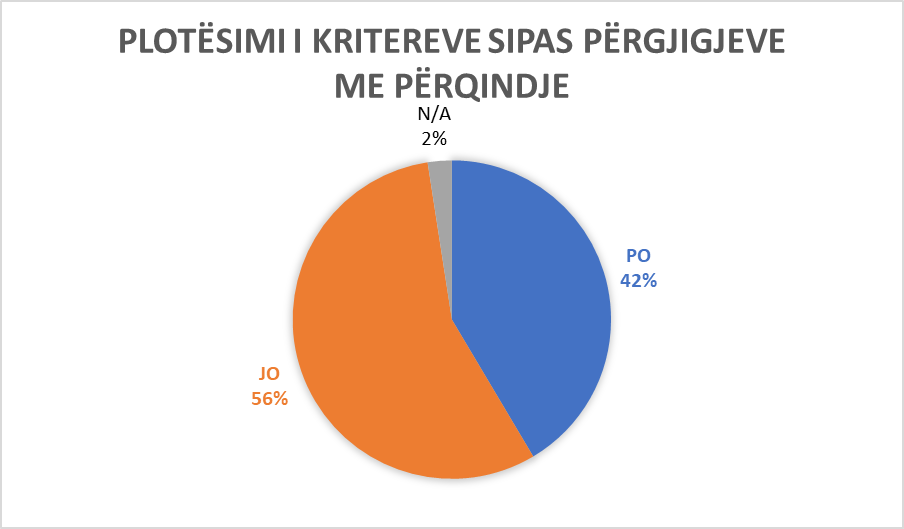 PLOTËSIMI I KRITEREVE SIPAS PËRGJIGJEVE
ME PËRQINDJE
N/A
2%
PO
42%
JO
56%